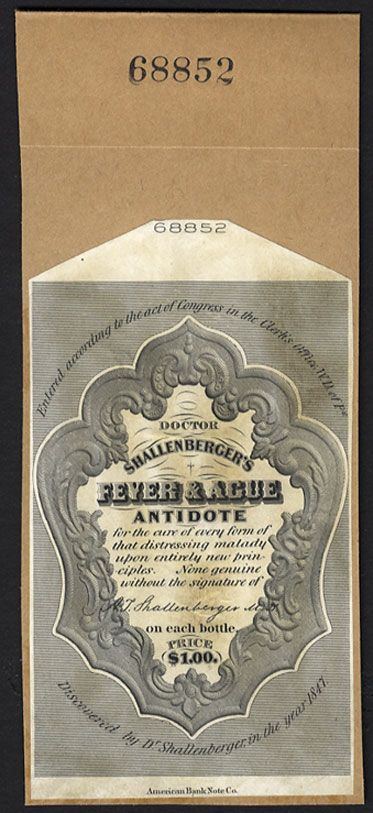 68852
68852
Entered according to the act of Congress in the Clerk's Office W.D. of Pa
DOCTOR
SHALLENBERGER'S
FEVER & AGUE
ANTIDOTE
for the cure of every form of
that distressing malady
upon entirely new prin-
ciples. None genuine
without the signature of
A.T. Shallenberger M.D.
on each bottle.
PRICE
($1.00.)
Discovered by Dr Shallenberger, in the year 1847.
American Bank Note Co.